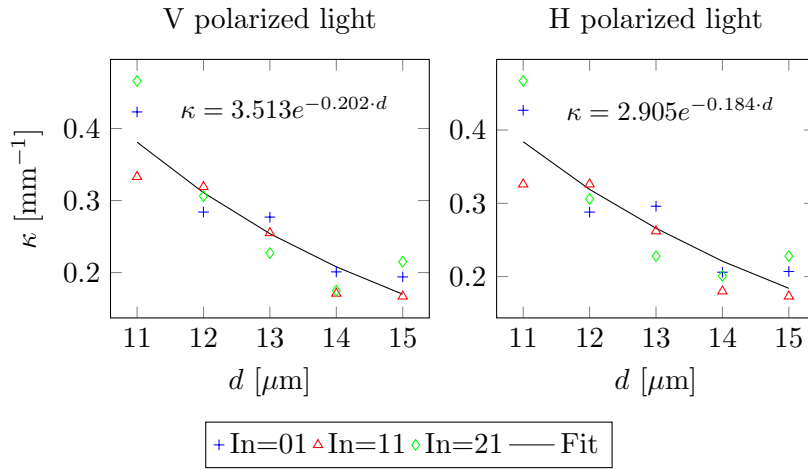 V polarized light
H polarized light
κ = 3.513e^{-0.202·d}
κ = 2.905e^{-0.184·d}
κ [mm⁻¹]
0.4
0.3
0.2
0.4
0.3
0.2
11 12 13 14 15
11 12 13 14 15
d [μm]
d [μm]
In=01 In=11 In=21 Fit